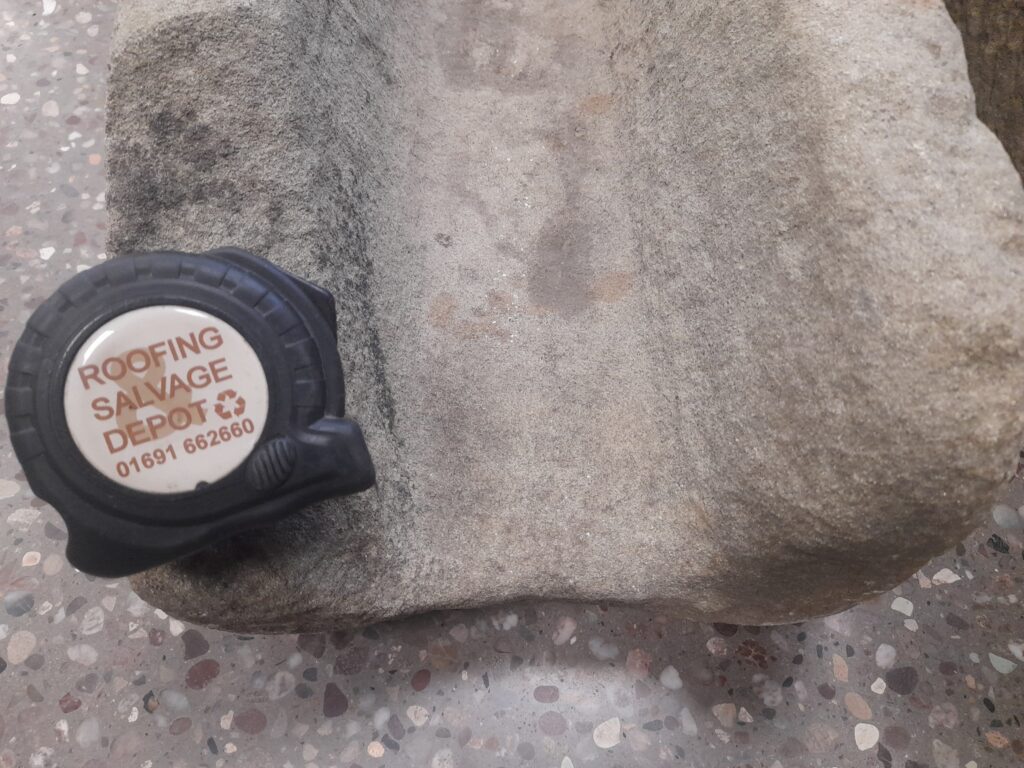 ROOFING
SALVAGE
DEPOT
01691 662660